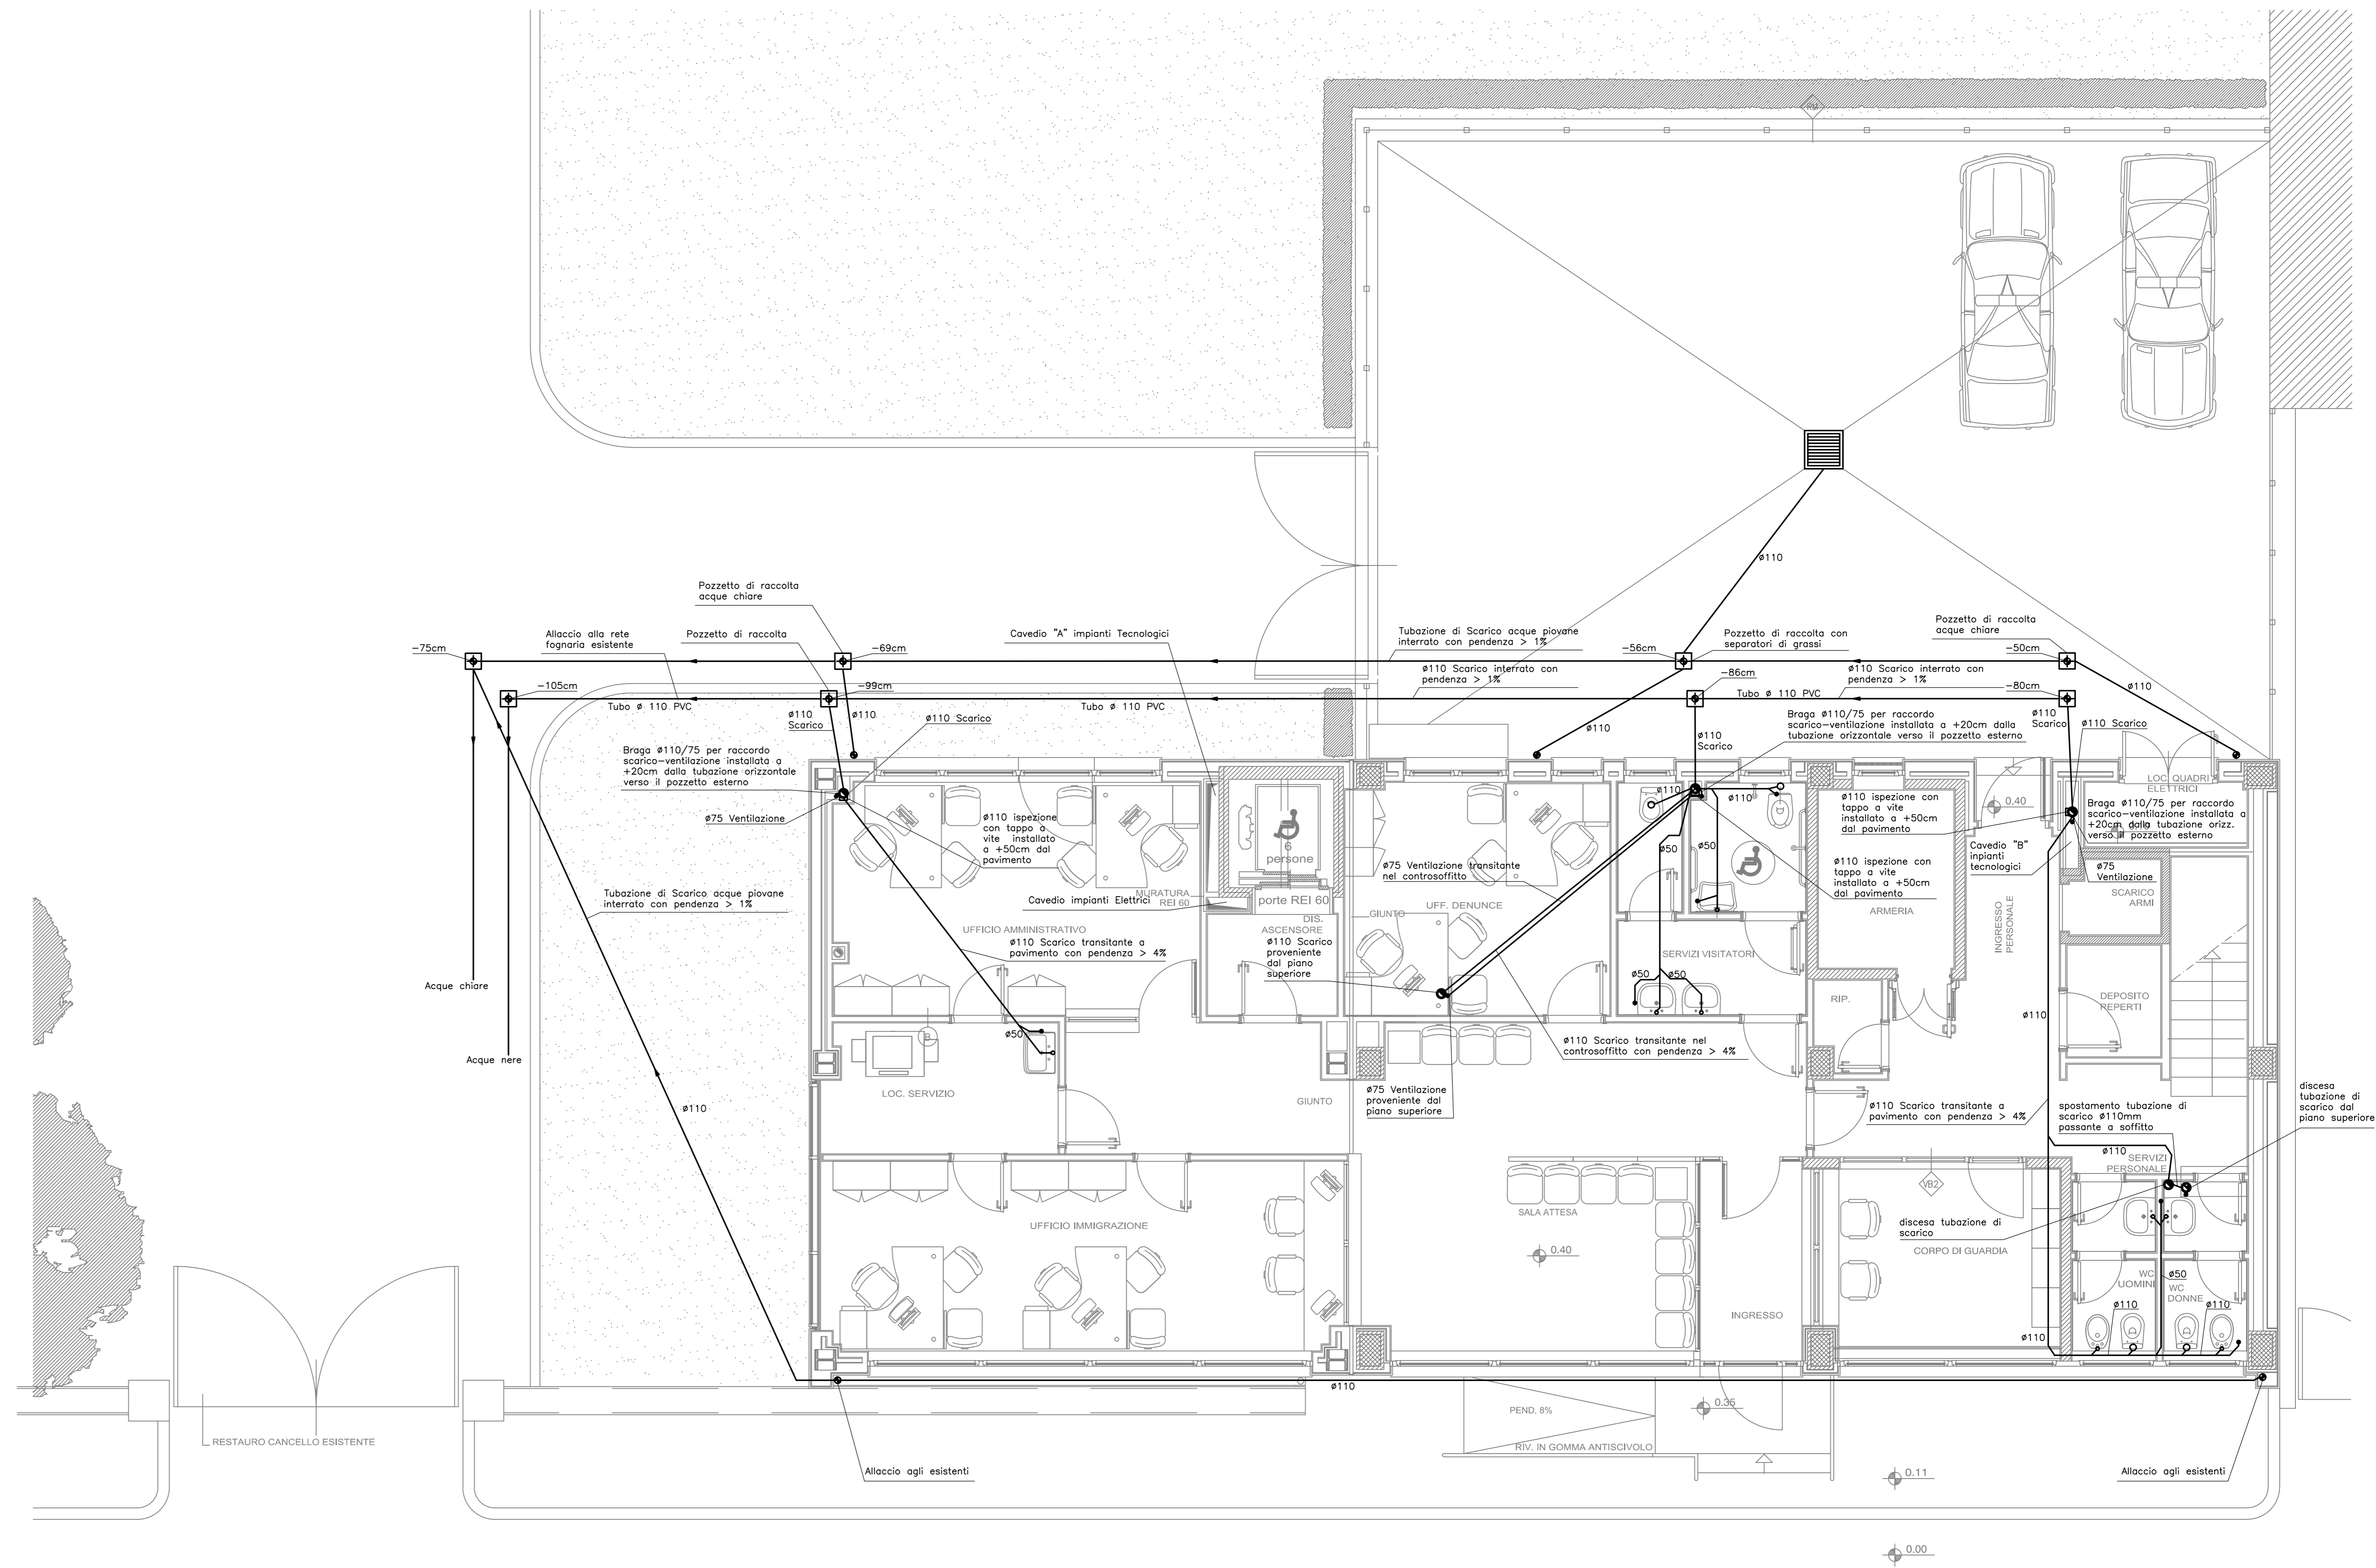 RM
ø110
Pozzetto di raccolta
acque chiare
Pozzetto di raccolta
acque chiare
Allaccio alla rete
fognaria esistente
Pozzetto di raccolta
Cavedio "A" impianti Tecnologici
Tubazione di Scarico acque piovane
interrato con pendenza > 1%
Pozzetto di raccolta con
separatori di grassi
-75cm
-69cm
-56cm
-50cm
ø110 Scarico interrato con
pendenza > 1%
ø110 Scarico interrato con
pendenza > 1%
-105cm
-99cm
-86cm
-80cm
Tubo ø 110 PVC
Tubo ø 110 PVC
Tubo ø 110 PVC
ø110
ø110
Scarico
ø110
ø110 Scarico
ø110
ø110
Scarico
Braga ø110/75 per raccordo
scarico-ventilazione installata a +20cm dalla
tubazione orizzontale verso il pozzetto esterno
ø110
Scarico
ø110 Scarico
Braga ø110/75 per raccordo
scarico-ventilazione installata a
+20cm dalla tubazione orizzontale
verso il pozzetto esterno
ø75 Ventilazione
ø110 ispezione
con tappo a
vite installato
a +50cm dal
pavimento
6
persone
MURATURA
REI 60
porte REI 60
Cavedio impianti Elettrici
DIS.
ASCENSORE
UFFICIO AMMINISTRATIVO
ø110 Scarico transitante a
pavimento con pendenza > 4%
ø110 Scarico
proveniente
dal piano
superiore
GIUNTO
UFF. DENUNCE
ø75 Ventilazione transitante
nel controsoffitto
ø110
ø110
ø50
ø50
SERVIZI VISITATORI
ø50
ø50
ø110 ispezione con
tappo a vite
installato a +50cm
dal pavimento
ø110 ispezione con
tappo a vite
installato a +50cm
dal pavimento
ARMERIA
INGRESSO
PERSONALE
0.40
LOC. QUADRI
ELETTRICI
Braga ø110/75 per raccordo
scarico-ventilazione installata a
+20cm dalla tubazione orizz.
verso il pozzetto esterno
Cavedio "B"
inpianti
tecnologici
ø75
Ventilazione
SCARICO
ARMI
RIP.
DEPOSITO
REPERTI
ø110
Tubazione di Scarico acque piovane
interrato con pendenza > 1%
Acque chiare
Acque nere
ø110
B
ø50
LOC. SERVIZIO
GIUNTO
ø110 Scarico transitante nel
controsoffitto con pendenza > 4%
ø75 Ventilazione
proveniente dal
piano superiore
ø110 Scarico transitante a
pavimento con pendenza > 4%
spostamento tubazione di
scarico ø110mm
passante a soffitto
discesa
tubazione di
scarico dal
piano superiore
ø110
SERVIZI
PERSONALE
VB2
UFFICIO IMMIGRAZIONE
SALA ATTESA
0.40
discesa tubazione di
scarico
CORPO DI GUARDIA
WC
UOMINI
ø50
WC
DONNE
ø110
ø110
INGRESSO
ø110
ø110
PEND. 8%
0.35
RIV. IN GOMMA ANTISCIVOLO
RESTAURO CANCELLO ESISTENTE
Allaccio agli esistenti
Allaccio agli esistenti
0.11
0.00